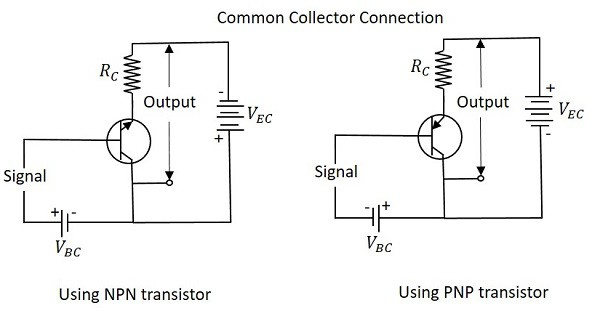 Common Collector Connection
R_C
Output
-
V_EC
+
Signal
+ -
V_BC
Using NPN transistor
R_C
Output
+
V_EC
-
Signal
- +
V_BC
Using PNP transistor